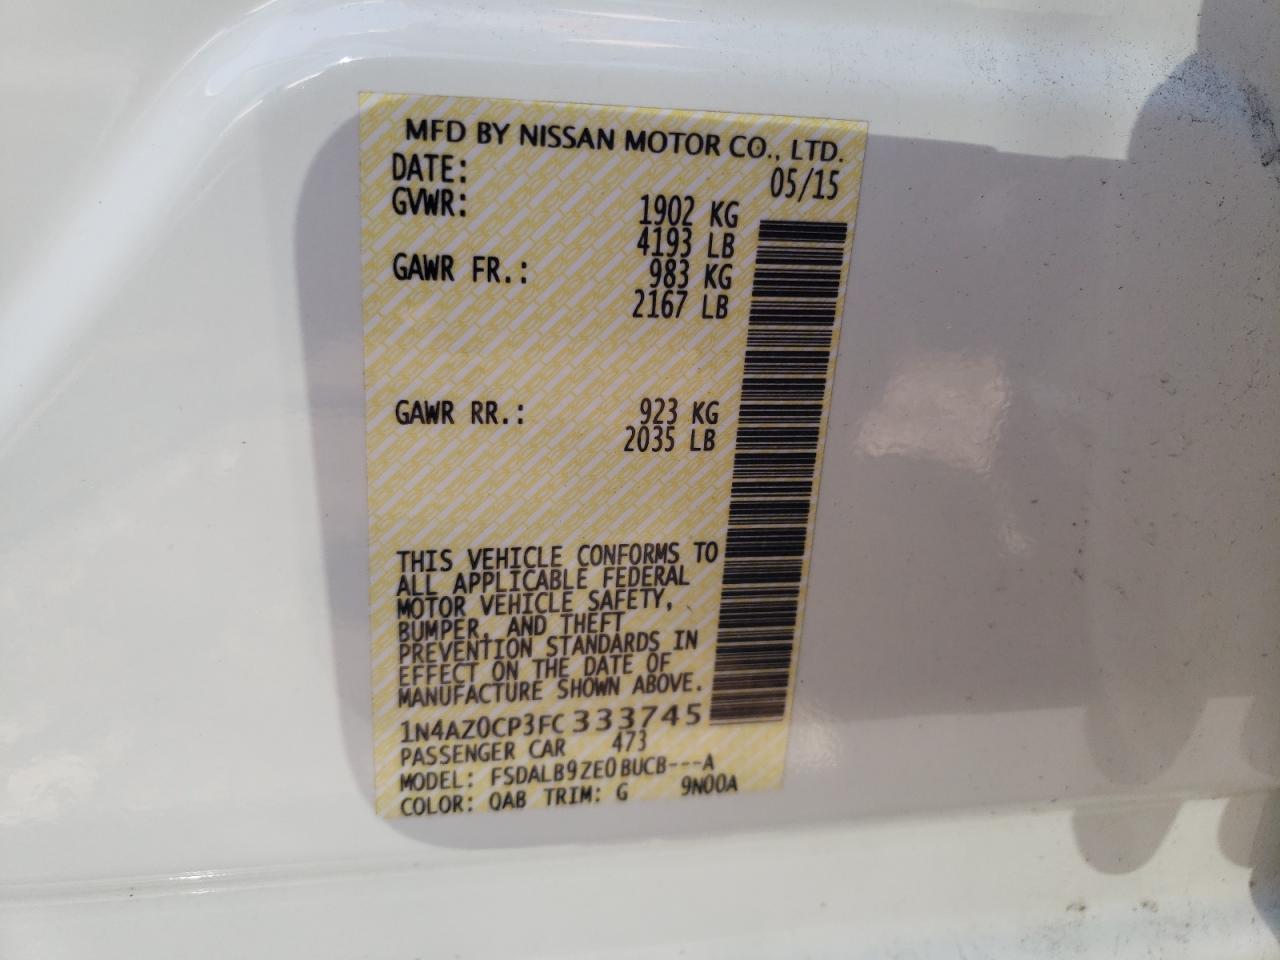 MFD BY NISSAN MOTOR CO., LTD.
DATE: 05/15
GVWR: 1902 KG
4193 LB
GAWR FR.: 983 KG
2167 LB
GAWR RR.: 923 KG
2035 LB
THIS VEHICLE CONFORMS TO
ALL APPLICABLE FEDERAL
MOTOR VEHICLE SAFETY,
BUMPER, AND THEFT
PREVENTION STANDARDS IN
EFFECT ON THE DATE OF
MANUFACTURE SHOWN ABOVE.
1N4AZ0CP3FC333745
PASSENGER CAR 473
MODEL: FSDALB9ZE0BUCB---A
COLOR: QAB TRIM: G 9N00A